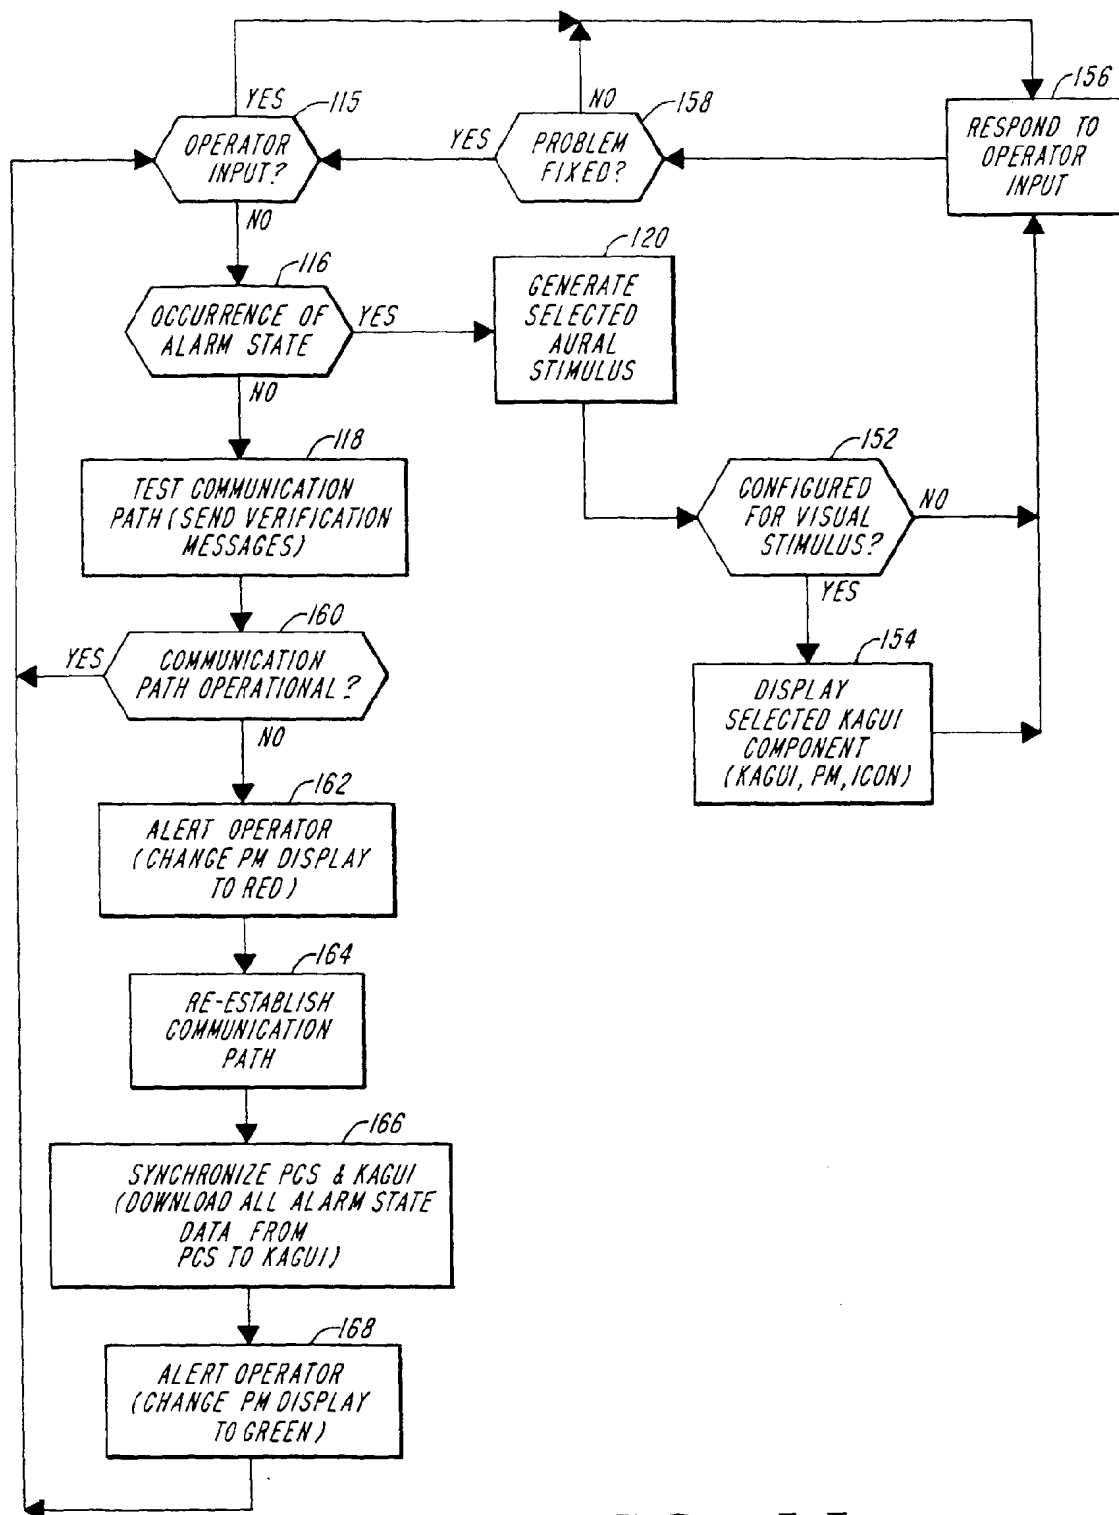 YES
115
OPERATOR
INPUT?
NO
YES
NO
158
PROBLEM
FIXED?
156
RESPOND TO
OPERATOR
INPUT
116
OCCURRENCE OF
ALARM STATE
YES
NO
120
GENERATE
SELECTED
AURAL
STIMULUS
118
TEST COMMUNICATION
PATH (SEND VERIFICATION
MESSAGES)
152
CONFIGURED
FOR VISUAL
STIMULUS?
NO
YES
160
COMMUNICATION
PATH OPERATIONAL?
YES
NO
154
DISPLAY
SELECTED KAGUI
COMPONENT
(KAGUI, PM, ICON)
162
ALERT OPERATOR
(CHANGE PM DISPLAY
TO RED)
164
RE-ESTABLISH
COMMUNICATION
PATH
166
SYNCHRONIZE PCS & KAGUI
(DOWNLOAD ALL ALARM STATE
DATA FROM
PCS TO KAGUI)
168
ALERT OPERATOR
(CHANGE PM DISPLAY
TO GREEN)